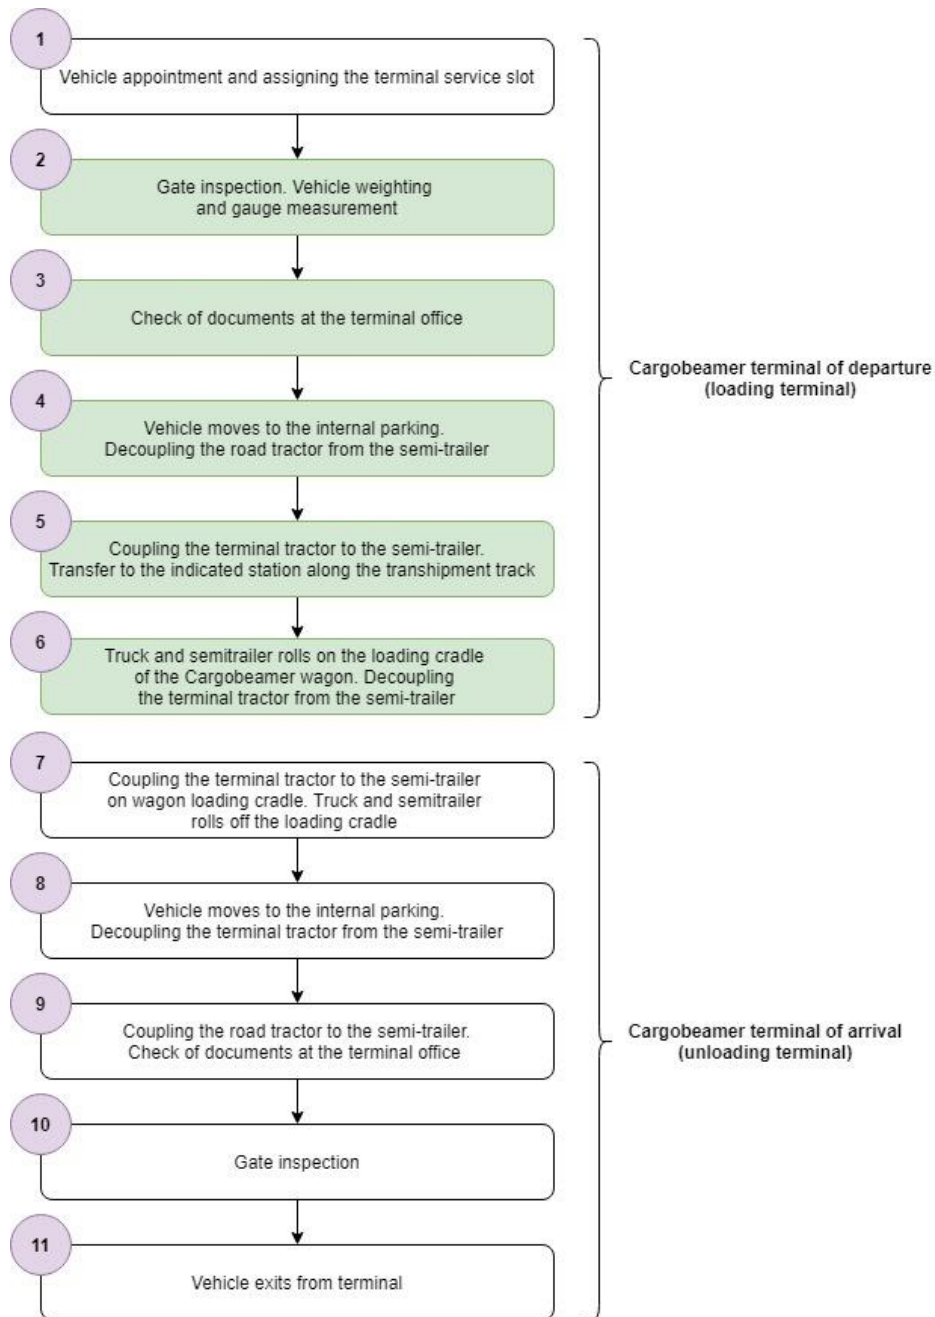 1
Vehicle appointment and assigning the terminal service slot
2
Gate inspection. Vehicle weighting
and gauge measurement
3
Check of documents at the terminal office
4
Vehicle moves to the internal parking.
Decoupling the road tractor from the semi-trailer
5
Coupling the terminal tractor to the semi-trailer.
Transfer to the indicated station along the transhipment track
6
Truck and semitrailer rolls on the loading cradle
of the Cargobeamer wagon. Decoupling
the terminal tractor from the semi-trailer
Cargobeamer terminal of departure
(loading terminal)
7
Coupling the terminal tractor to the semi-trailer
on wagon loading cradle. Truck and semitrailer
rolls off the loading cradle
8
Vehicle moves to the internal parking.
Decoupling the terminal tractor from the semi-trailer
9
Coupling the road tractor to the semi-trailer.
Check of documents at the terminal office
10
Gate inspection
11
Vehicle exits from terminal
Cargobeamer terminal of arrival
(unloading terminal)